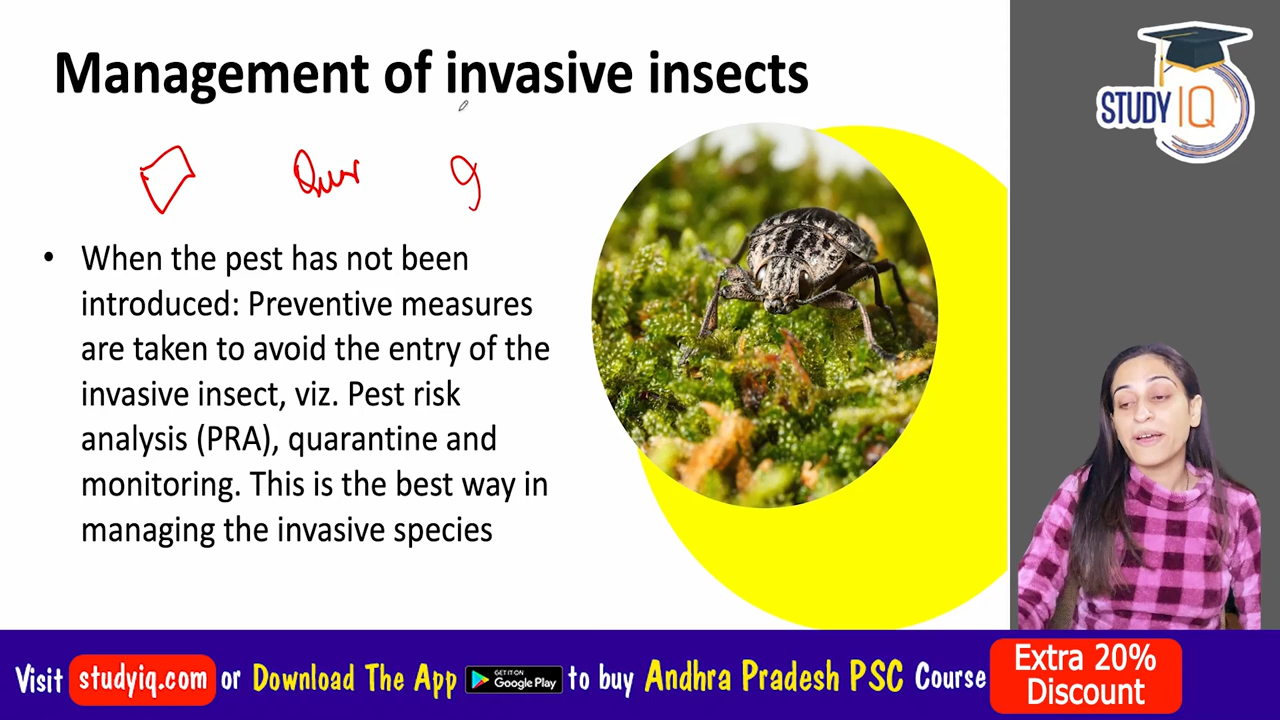 Management of invasive insects
STUDY IQ
• When the pest has not been
introduced: Preventive measures
are taken to avoid the entry of the
invasive insect, viz. Pest risk
analysis (PRA), quarantine and
monitoring. This is the best way in
managing the invasive species
Visit studyiq.com or Download The App GET IT ON Google Play to buy Andhra Pradesh PSC Course
Extra 20%
Discount